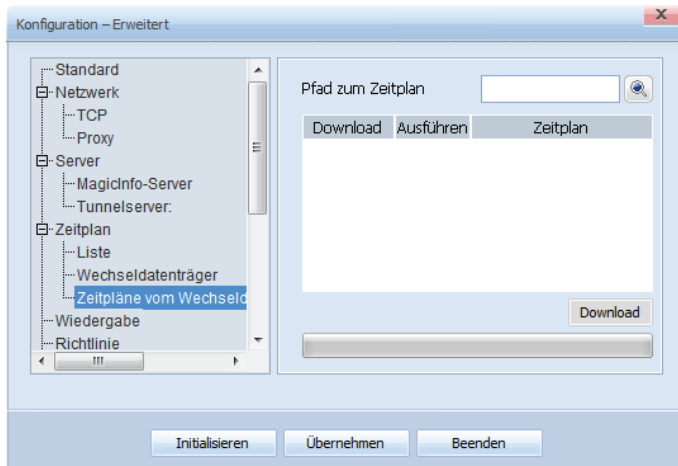 Konfiguration – Erweitert
Standard
Netzwerk
TCP
Proxy
Server
MagicInfo-Server
Tunnelserver:
Zeitplan
Liste
Wechseldatenträger
Zeitpläne vom Wechseld
Wiedergabe
Richtlinie
Pfad zum Zeitplan
Download Ausführen Zeitplan
Download
Initialisieren Übernehmen Beenden